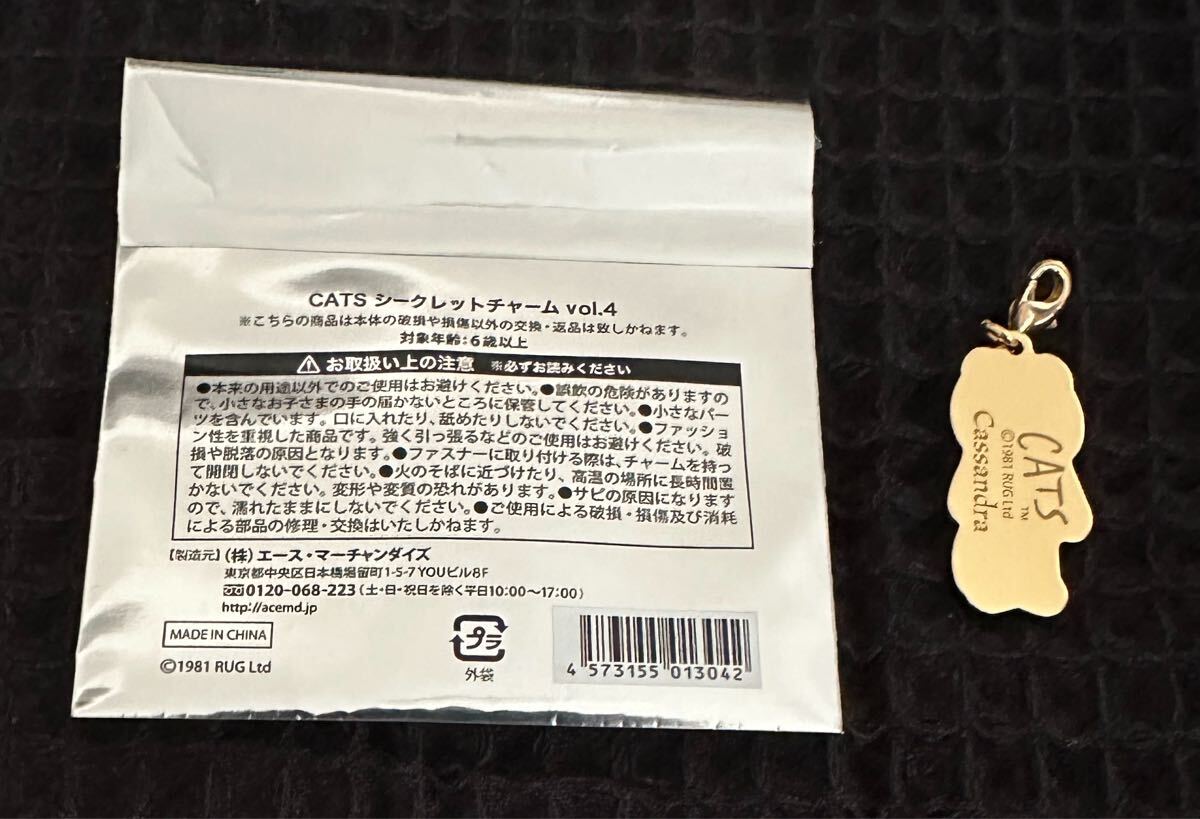 CATS シークレットチャーム vol.4
※こちらの商品は本体の破損や損傷以外の交換・返品は致しかねます。
対象年齢:6歳以上
⚠ お取扱い上の注意 ※必ずお読みください
●本来の用途以外でのご使用はお避けください。●誤飲の危険がありますの
で、小さなお子さまの手の届かないところに保管してください。●小さなパー
ツを含んでいます。口に入れたり、舐めたりしないでください。●ファッショ
ン性を重視した商品です。強く引っ張るなどのご使用はお避けください。破
損や脱落の原因となります。●ファスナーに取り付ける際は、チャームを持っ
て開閉しないでください。●火のそばに近づけたり、高温の場所に長時間置
かないでください。変形や変質の恐れがあります。●サビの原因になります
ので、濡れたままにしないでください。●ご使用による破損・損傷及び消耗
による部品の修理・交換はいたしかねます。
【製造元】(株)エース・マーチャンダイズ
東京都中央区日本橋堀留町1-5-7 YOUビル8F
0120-068-223(土・日・祝日を除く平日10:00〜17:00)
http://acemd.jp
MADE IN CHINA
©1981 RUG Ltd
プラ
外袋
4 573155 013042
CATS™
©1981 RUG Ltd
Cassandra